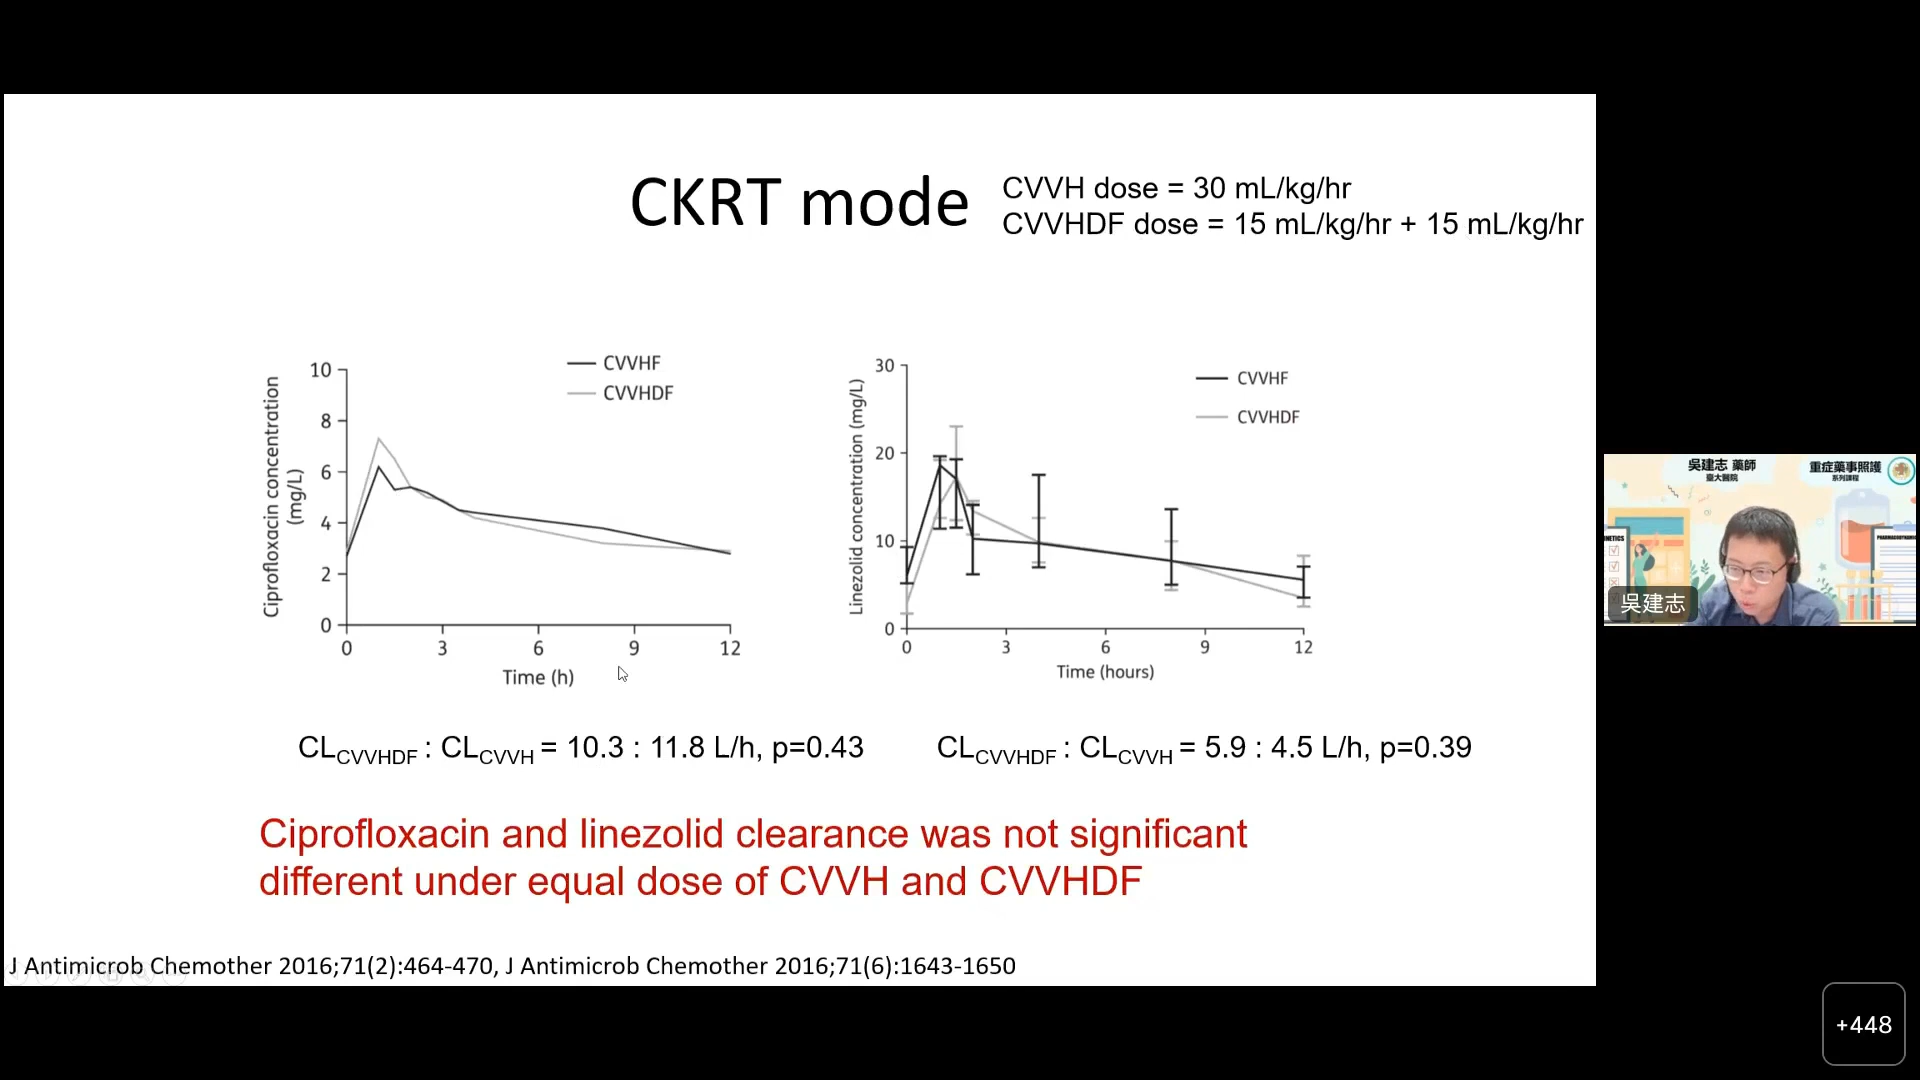 CKRT mode
CVVH dose = 30 mL/kg/hr
CVVHDF dose = 15 mL/kg/hr + 15 mL/kg/hr
Ciprofloxacin concentration
(mg/L)
10
8
6
4
2
0
0 3 6 9 12
Time (h)
CVVHF
CVVHDF
Linezolid concentration (mg/L)
30
20
10
0
0 3 6 9 12
Time (hours)
CVVHF
CVVHDF
CLCVVHDF : CLCVVH = 10.3 : 11.8 L/h, p=0.43
CLCVVHDF : CLCVVH = 5.9 : 4.5 L/h, p=0.39
Ciprofloxacin and linezolid clearance was not significant
different under equal dose of CVVH and CVVHDF
J Antimicrob Chemother 2016;71(2):464-470, J Antimicrob Chemother 2016;71(6):1643-1650
吳建志 藥師
臺大醫院
重症藥事照護
系列課程
吳建志
+448